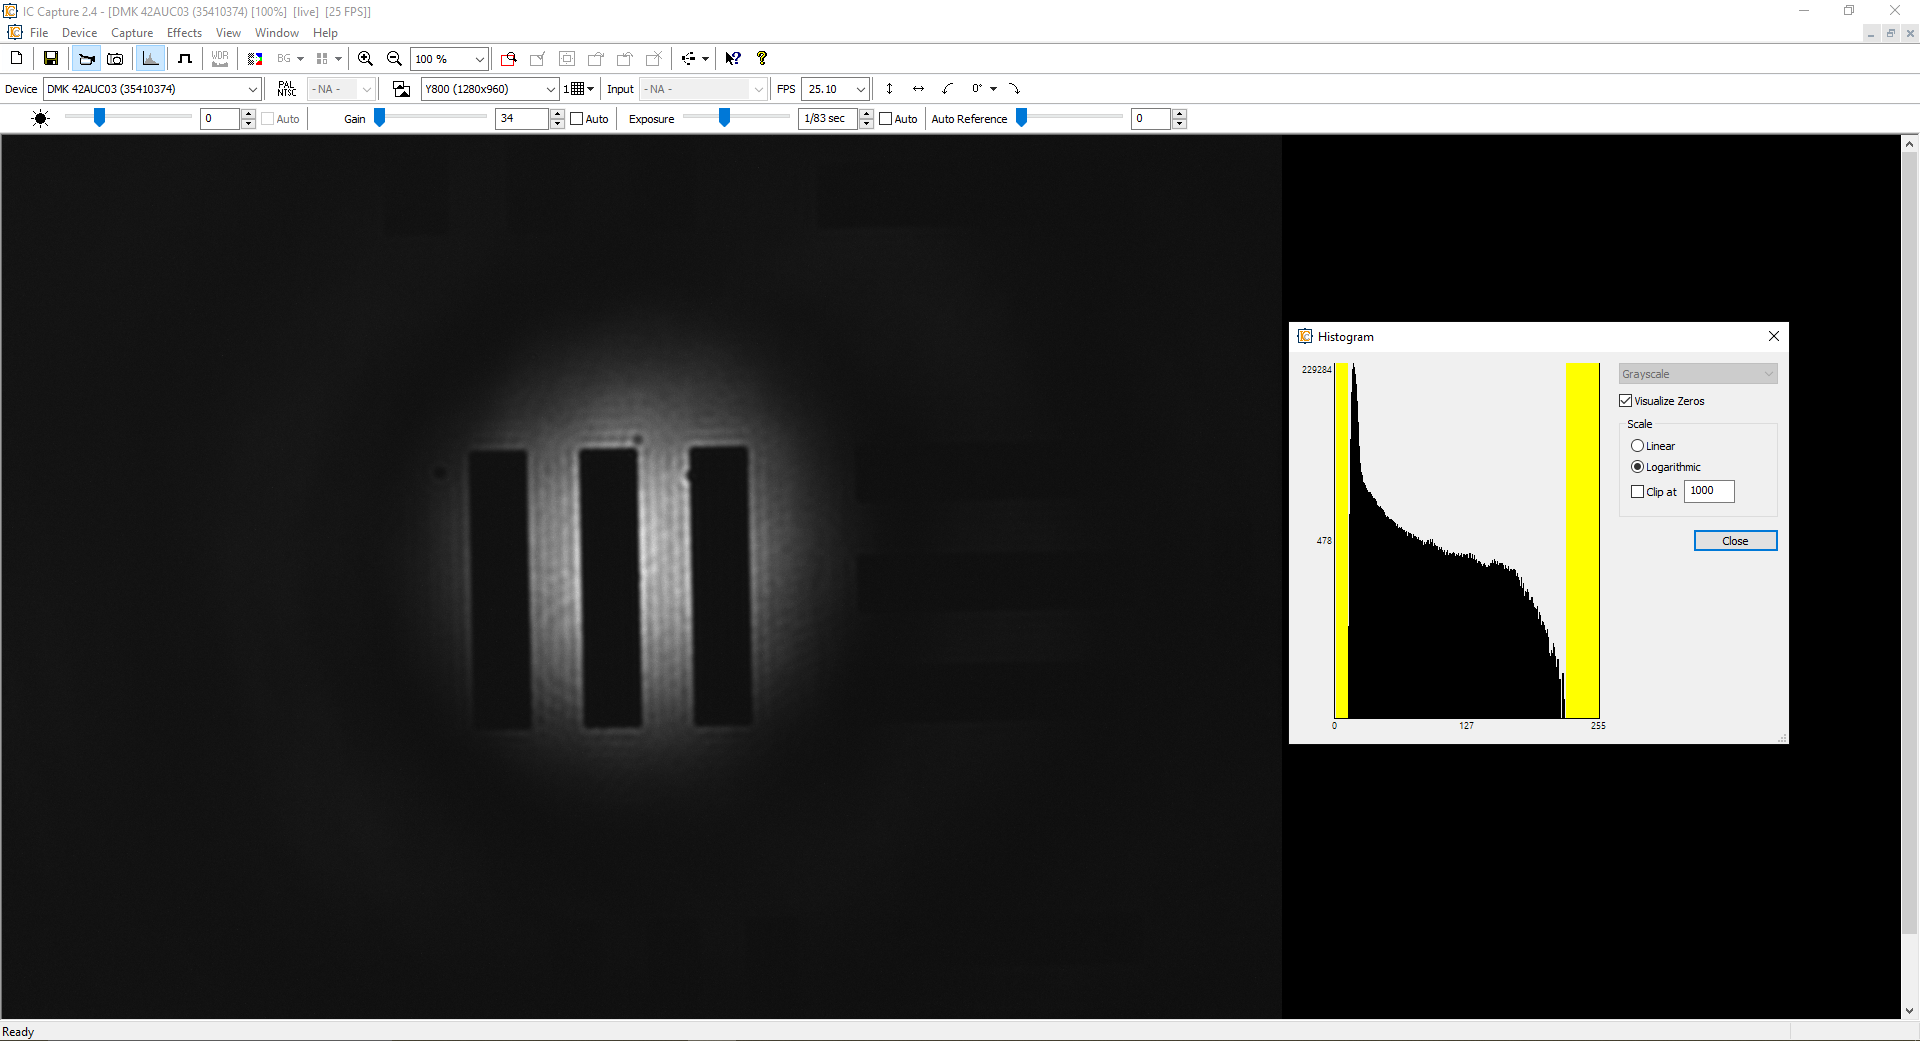 IC Capture 2.4 - [DMK 42AUC03 (35410374) [100%]  [live]  [25 FPS]]
File Device Capture Effects View Window Help
WDR BG 100 %
Device DMK 42AUC03 (35410374) PAL NTSC - NA - Y800 (1280x960) 1 Input - NA - FPS 25.10 0°
0 Auto Gain 34 Auto Exposure 1/83 sec Auto Auto Reference 0
Histogram
229284
478
0 127 255
Grayscale
Visualize Zeros
Scale
Linear
Logarithmic
Clip at 1000
Close
Ready